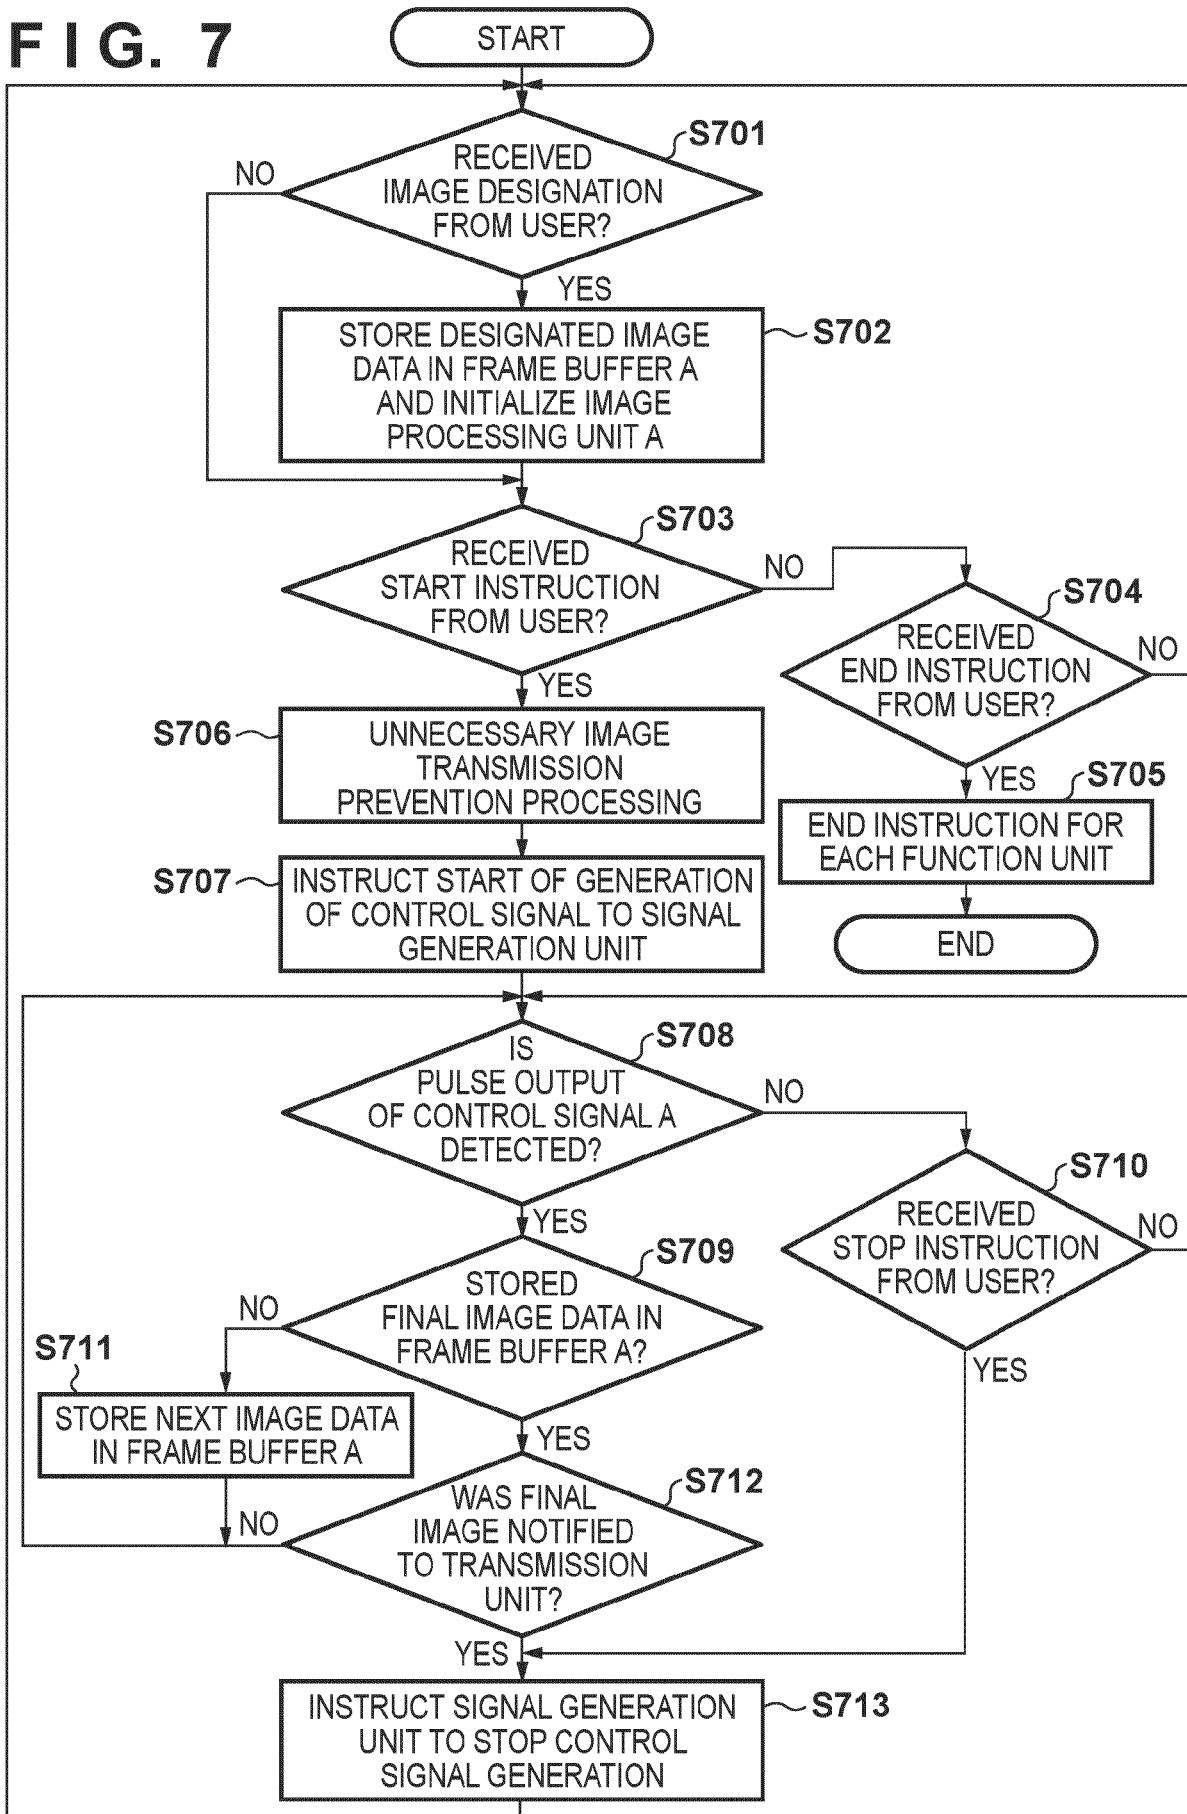 FIG. 7
START
S701
RECEIVED
IMAGE DESIGNATION
FROM USER?
NO
YES
STORE DESIGNATED IMAGE
DATA IN FRAME BUFFER A
AND INITIALIZE IMAGE
PROCESSING UNIT A
S702
S703
RECEIVED
START INSTRUCTION
FROM USER?
NO
YES
S704
RECEIVED
END INSTRUCTION
FROM USER?
NO
YES
S705
END INSTRUCTION FOR
EACH FUNCTION UNIT
END
S706
UNNECESSARY IMAGE
TRANSMISSION
PREVENTION PROCESSING
S707
INSTRUCT START OF GENERATION
OF CONTROL SIGNAL TO SIGNAL
GENERATION UNIT
S708
IS
PULSE OUTPUT
OF CONTROL SIGNAL A
DETECTED?
NO
YES
S710
RECEIVED
STOP INSTRUCTION
FROM USER?
NO
YES
S709
STORED
FINAL IMAGE DATA IN
FRAME BUFFER A?
NO
YES
S711
STORE NEXT IMAGE DATA
IN FRAME BUFFER A
S712
WAS FINAL
IMAGE NOTIFIED
TO TRANSMISSION
UNIT?
NO
YES
INSTRUCT SIGNAL GENERATION
UNIT TO STOP CONTROL
SIGNAL GENERATION
S713